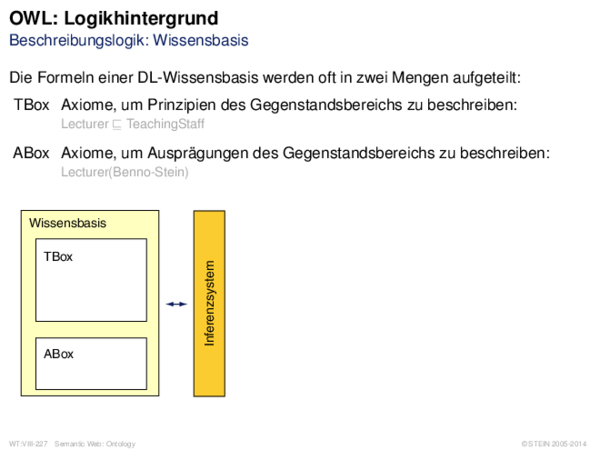 OWL: Logikhintergrund
Beschreibungslogik: Wissensbasis
Die Formeln einer DL-Wissensbasis werden oft in zwei Mengen aufgeteilt:
TBox Axiome, um Prinzipien des Gegenstandsbereichs zu beschreiben:
Lecturer ⊑ TeachingStaff
ABox Axiome, um Ausprägungen des Gegenstandsbereichs zu beschreiben:
Lecturer(Benno-Stein)
Wissensbasis
TBox
ABox
Inferenzsystem
WT:VIII-227 Semantic Web: Ontology
© STEIN 2005-2014